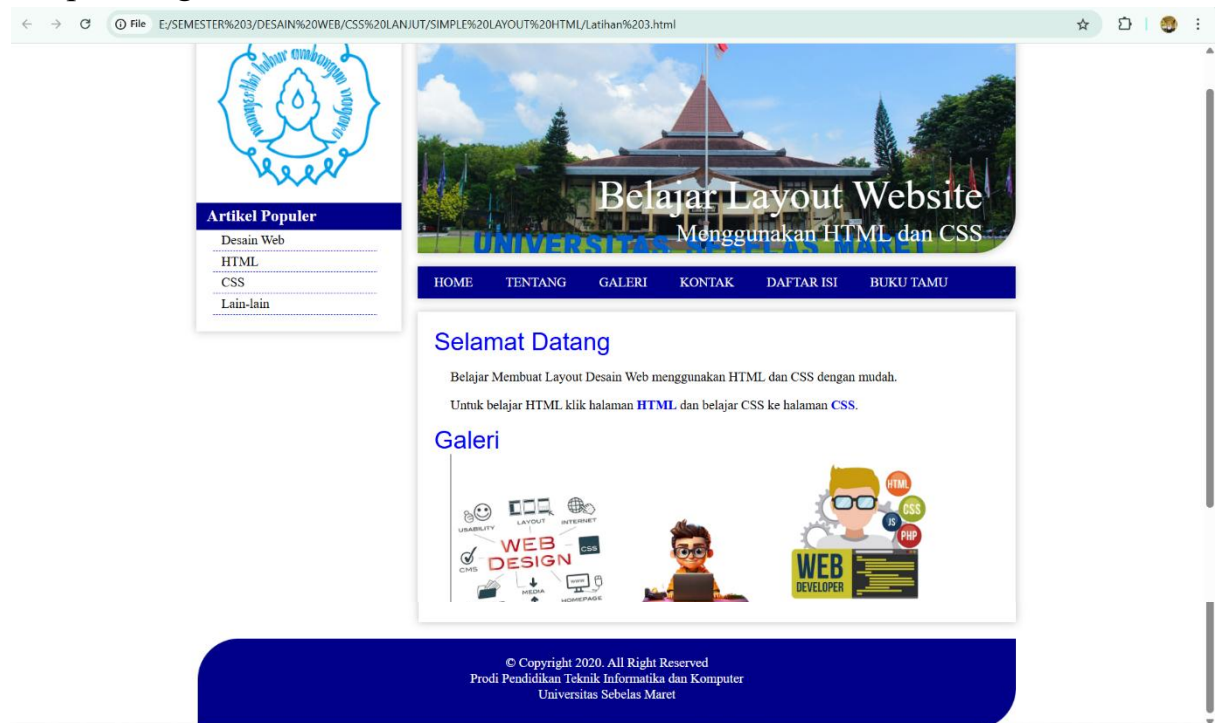 File E:/SEMESTER%203/DESAIN%20WEB/CSS%20LANJUT/SIMPLE%20LAYOUT%20HTML/Latihan%203.html
Artikel Populer
Desain Web
HTML
CSS
Lain-lain
UNIVERSITAS SEBELAS MARET
Belajar Layout Website
Menggunakan HTML dan CSS
HOME TENTANG GALERI KONTAK DAFTAR ISI BUKU TAMU
Selamat Datang
Belajar Membuat Layout Desain Web menggunakan HTML dan CSS dengan mudah.
Untuk belajar HTML klik halaman HTML dan belajar CSS ke halaman CSS.
Galeri
USABILITY
LAYOUT
INTERNET
WEB
DESIGN
CSS
CMS
MEDIA
www
HOMEPAGE
HTML
CSS
JS
PHP
WEB
DEVELOPER
© Copyright 2020. All Right Reserved
Prodi Pendidikan Teknik Informatika dan Komputer
Universitas Sebelas Maret